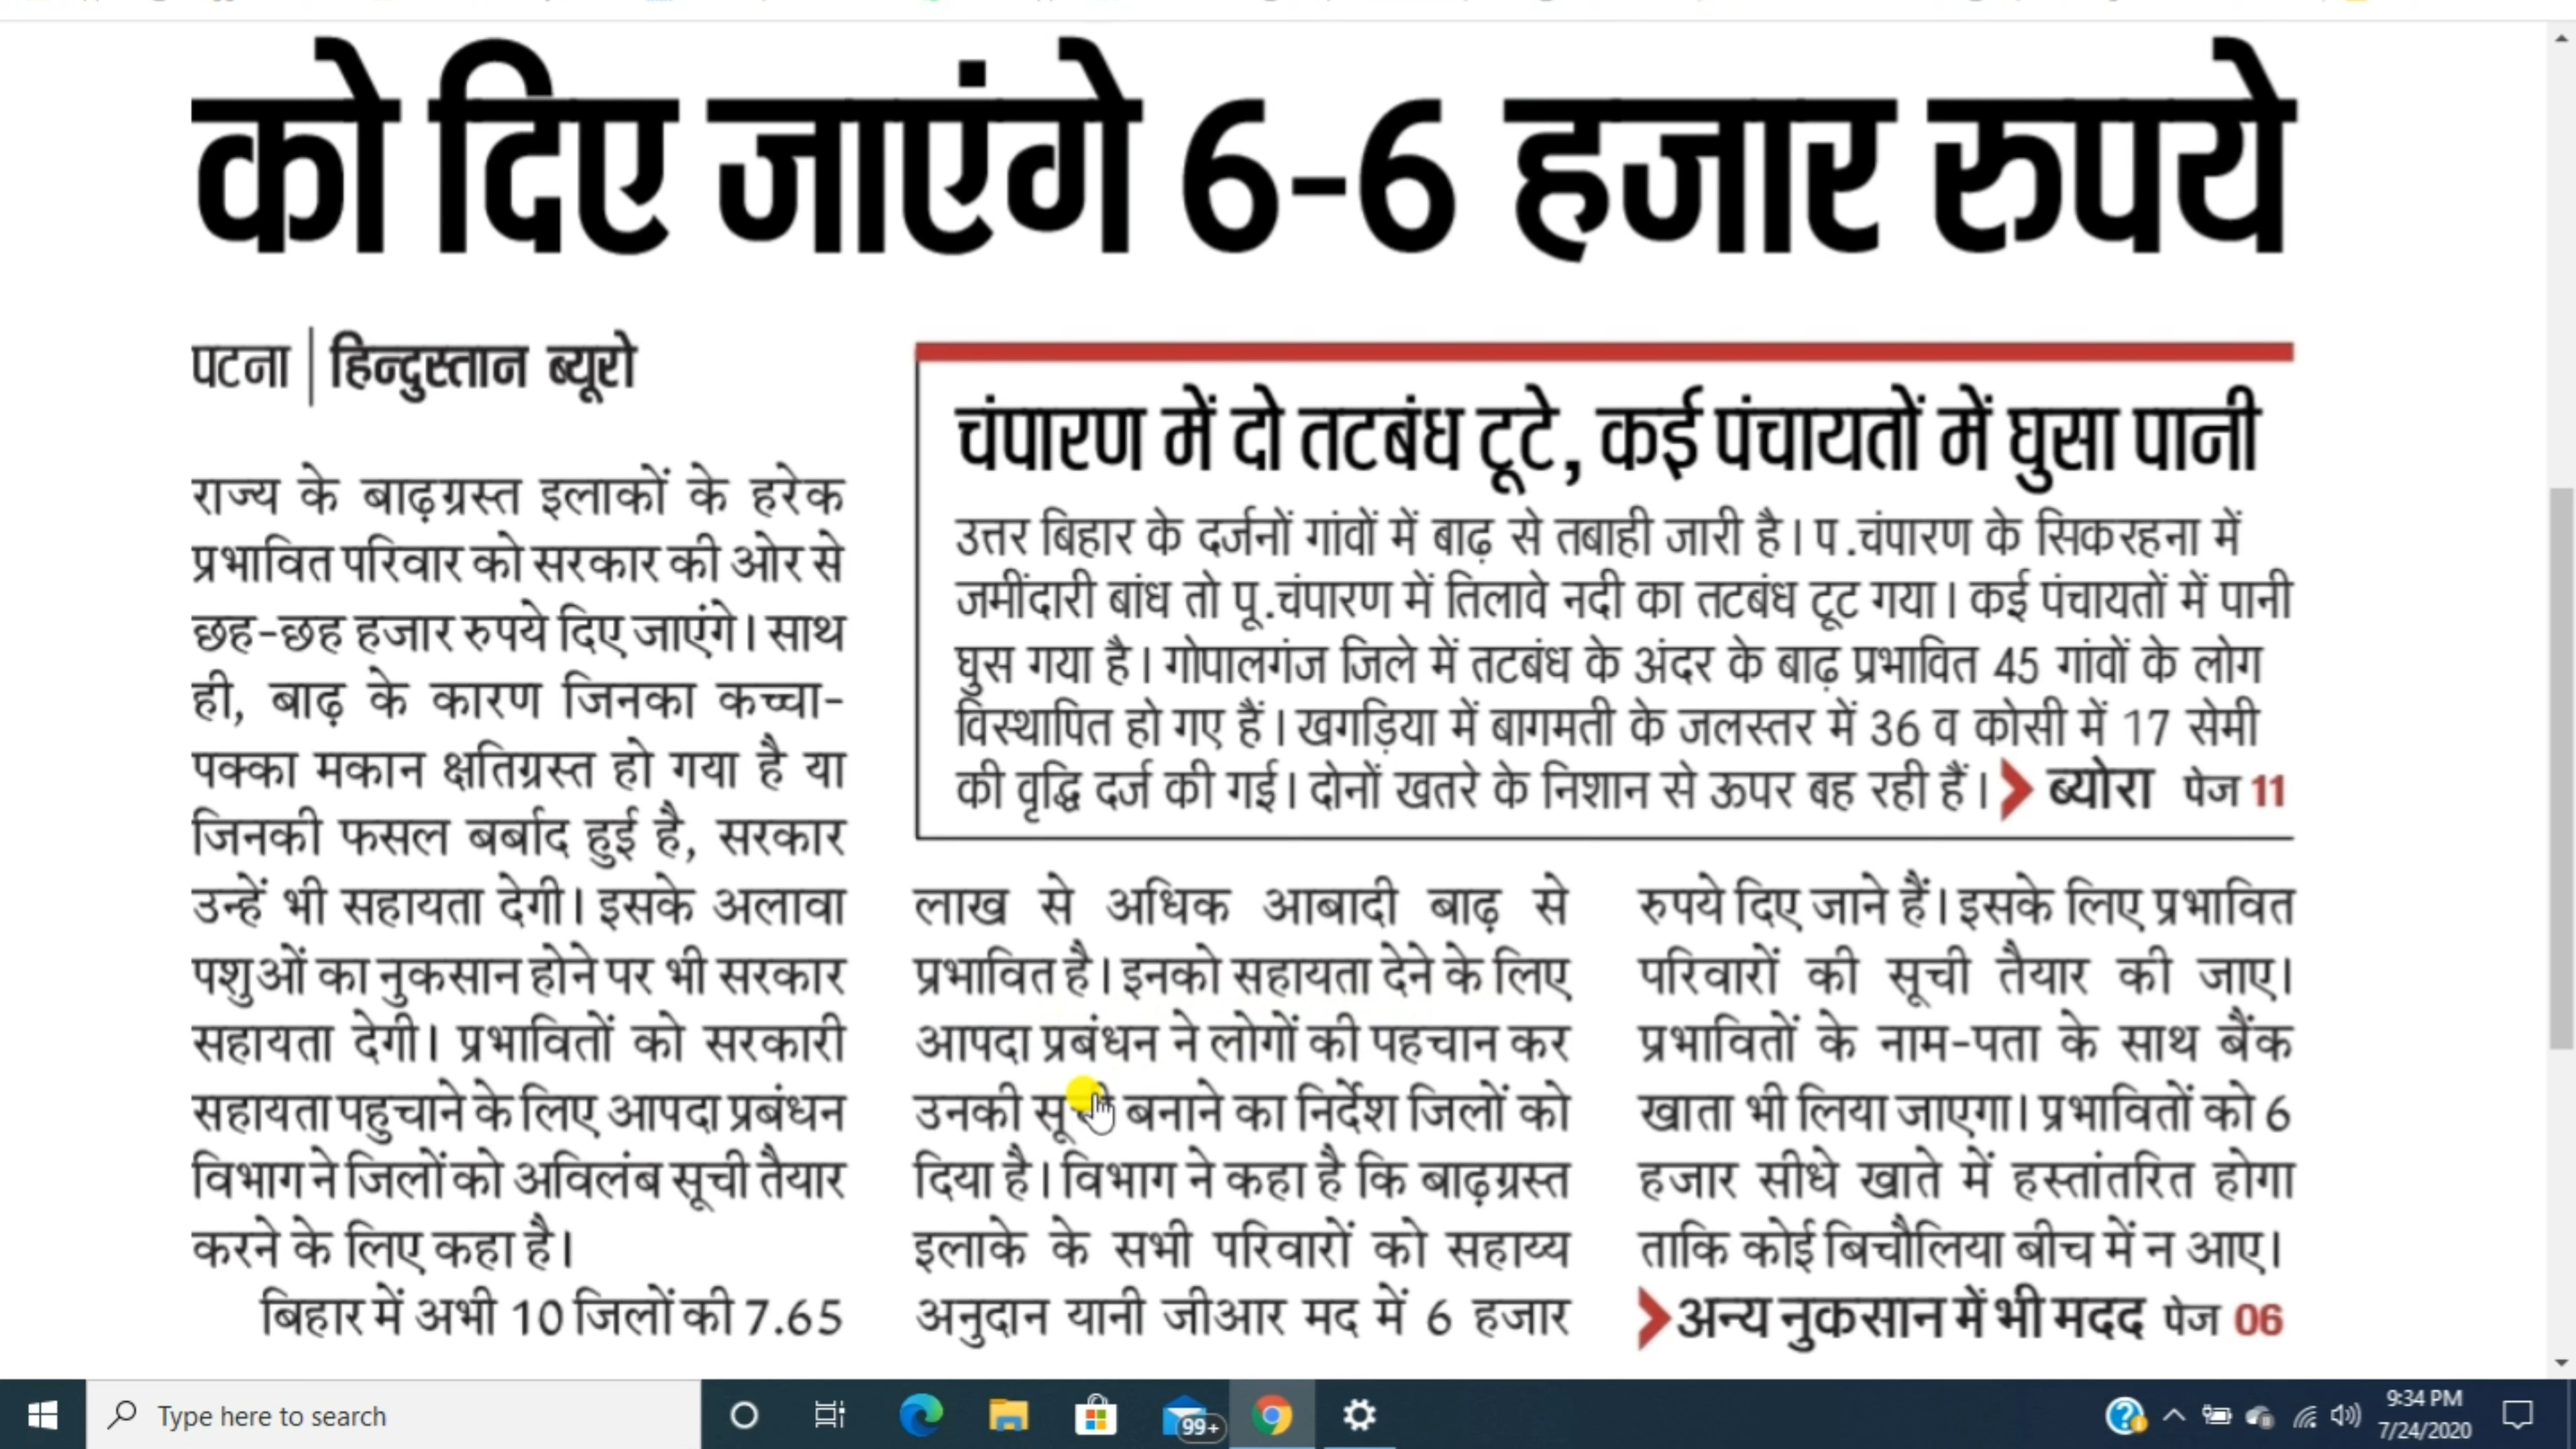 को दिए जाएंगे 6-6 हजार रुपये
पटना | हिन्दुस्तान ब्यूरो
राज्य के बाढ़ग्रस्त इलाकों के हरेक
प्रभावित परिवार को सरकार की ओर से
छह-छह हजार रुपये दिए जाएंगे। साथ
ही, बाढ़ के कारण जिनका कच्चा-
पक्का मकान क्षतिग्रस्त हो गया है या
जिनकी फसल बर्बाद हुई है, सरकार
उन्हें भी सहायता देगी। इसके अलावा
पशुओं का नुकसान होने पर भी सरकार
सहायता देगी। प्रभावितों को सरकारी
सहायता पहुचाने के लिए आपदा प्रबंधन
विभाग ने जिलों को अविलंब सूची तैयार
करने के लिए कहा है।
बिहार में अभी 10 जिलों की 7.65
चंपारण में दो तटबंध टूटे, कई पंचायतों में घुसा पानी
उत्तर बिहार के दर्जनों गांवों में बाढ़ से तबाही जारी है। प.चंपारण के सिकरहना में
जमींदारी बांध तो पू.चंपारण में तिलावे नदी का तटबंध टूट गया। कई पंचायतों में पानी
घुस गया है। गोपालगंज जिले में तटबंध के अंदर के बाढ़ प्रभावित 45 गांवों के लोग
विस्थापित हो गए हैं। खगड़िया में बागमती के जलस्तर में 36 व कोसी में 17 सेमी
की वृद्धि दर्ज की गई। दोनों खतरे के निशान से ऊपर बह रही हैं। ब्योरा पेज 11
लाख से अधिक आबादी बाढ़ से
प्रभावित है। इनको सहायता देने के लिए
आपदा प्रबंधन ने लोगों की पहचान कर
उनकी सूची बनाने का निर्देश जिलों को
दिया है। विभाग ने कहा है कि बाढ़ग्रस्त
इलाके के सभी परिवारों को सहाय्य
अनुदान यानी जीआर मद में 6 हजार
रुपये दिए जाने हैं। इसके लिए प्रभावित
परिवारों की सूची तैयार की जाए।
प्रभावितों के नाम-पता के साथ बैंक
खाता भी लिया जाएगा। प्रभावितों को 6
हजार सीधे खाते में हस्तांतरित होगा
ताकि कोई बिचौलिया बीच में न आए।
अन्य नुकसान में भी मदद पेज 06
Type here to search
99+
9:34 PM
7/24/2020